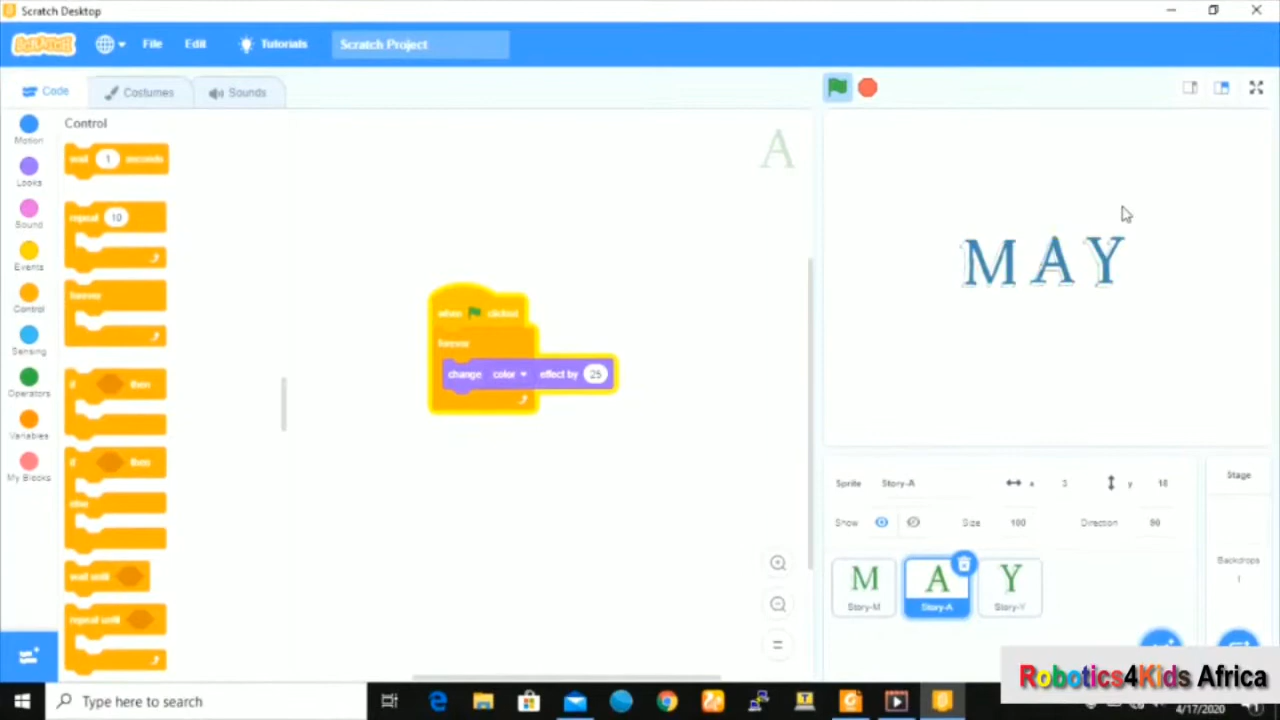 Scratch Desktop
SCRATCH
File
Edit
Tutorials
Scratch Project
Code
Costumes
Sounds
Motion
Looks
Sound
Events
Control
Sensing
Operators
Variables
My Blocks
Control
wait 1 seconds
repeat 10
forever
if then
if then
else
wait until
repeat until
A
when clicked
forever
change color effect by 25
MAY
Sprite Story-A x 3 y 18
Show Size 100 Direction 90
M
Story-M
A
Story-A
Y
Story-Y
Stage
Backdrops
1
Robotics4Kids Africa
Type here to search
4/17/2020